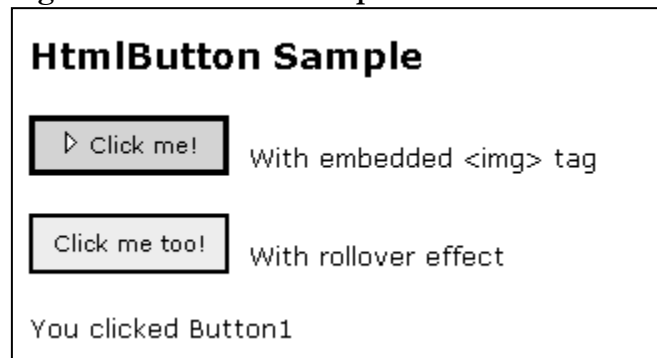 HtmlButton Sample
Click me! With embedded <img> tag
Click me too! With rollover effect
You clicked Button1